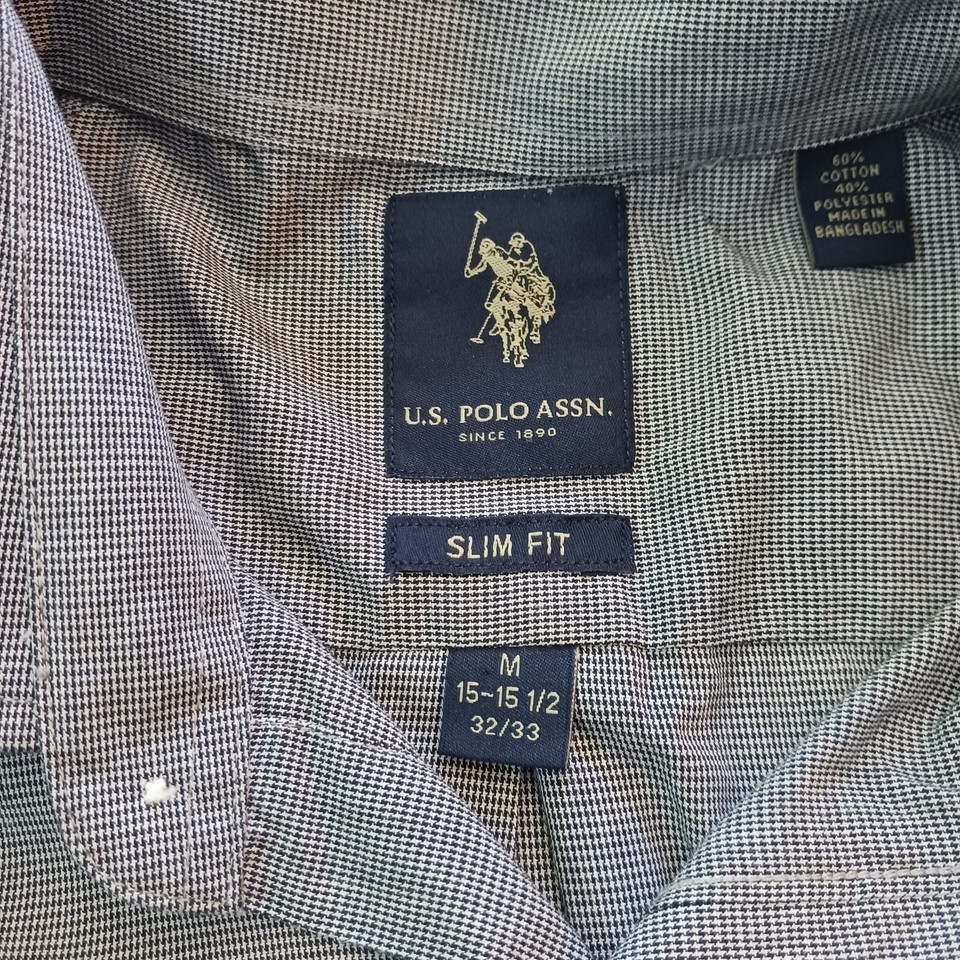 60%
COTTON
40%
POLYESTER
MADE IN
BANGLADESH
U.S. POLO ASSN.
SINCE 1890
SLIM FIT
M
15-15 1/2
32/33